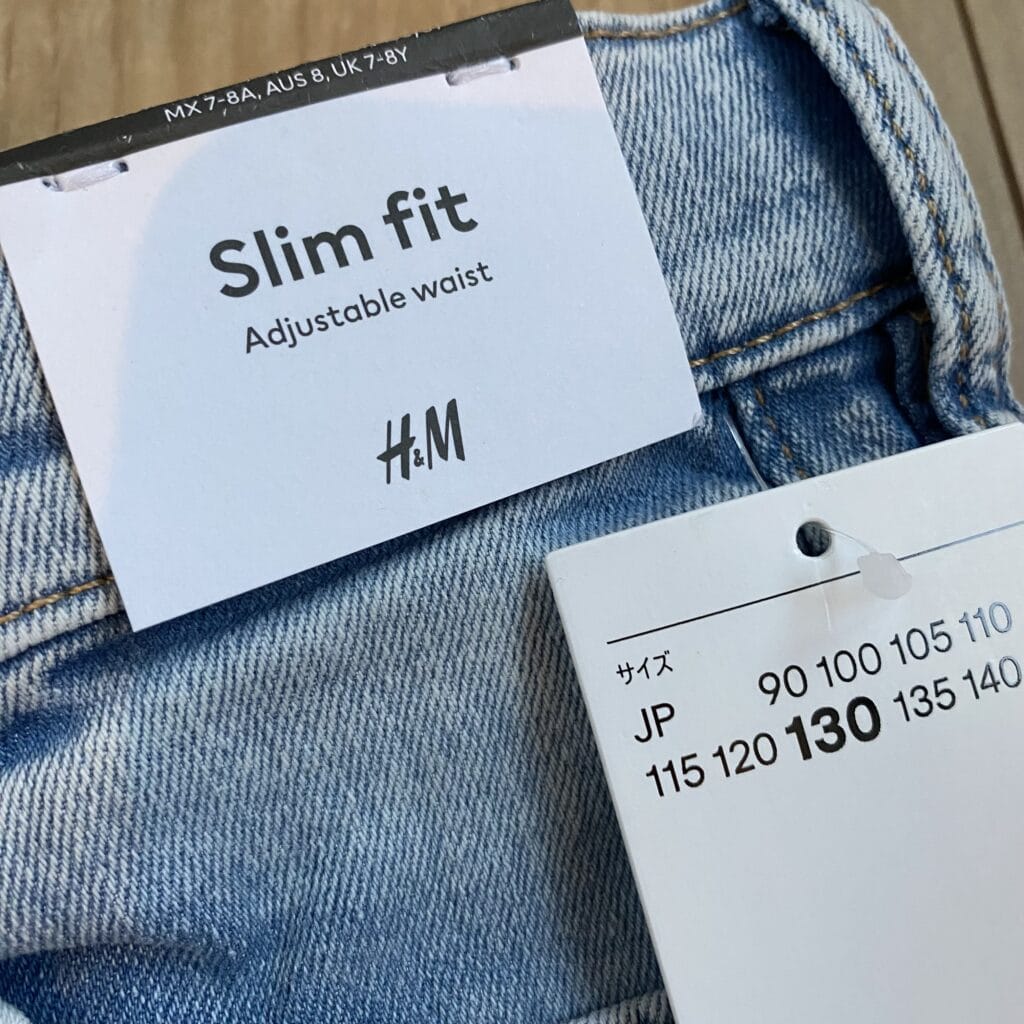 MX 7-8A, AUS 8, UK 7-8Y
Slim fit
Adjustable waist
H&M
サイズ
JP 90 100 105 110
115 120 130 135 140